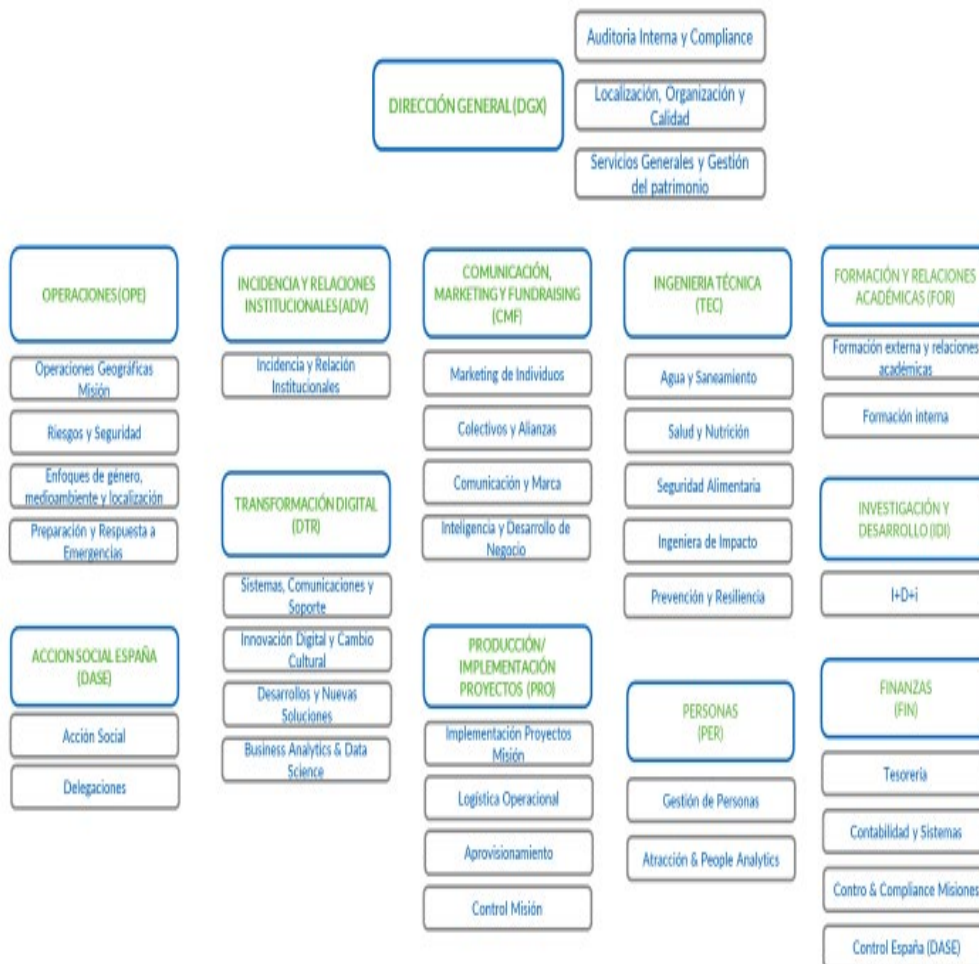 Auditoria Interna y Compliance
DIRECCIÓN GENERAL (DGX)
Localización, Organización y
Calidad
Servicios Generales y Gestión
del patrimonio
OPERACIONES (OPE)
Operaciones Geográficas
Misión
Riesgos y Seguridad
Enfoques de género,
medioambiente y localización
Preparación y Respuesta a
Emergencias
ACCION SOCIAL ESPAÑA
(DASE)
Acción Social
Delegaciones
INCIDENCIA Y RELACIONES
INSTITUCIONALES (ADV)
Incidencia y Relación
Institucionales
TRANSFORMACIÓN DIGITAL
(DTR)
Sistemas, Comunicaciones y
Soporte
Innovación Digital y Cambio
Cultural
Desarrollos y Nuevas
Soluciones
Business Analytics & Data
Science
COMUNICACIÓN,
MARKETING Y FUNDRAISING
(CMF)
Marketing de Individuos
Colectivos y Alianzas
Comunicación y Marca
Inteligencia y Desarrollo de
Negocio
PRODUCCIÓN/
IMPLEMENTACIÓN
PROYECTOS (PRO)
Implementación Proyectos
Misión
Logística Operacional
Aprovisionamiento
Control Misión
INGENIERIA TÉCNICA
(TEC)
Agua y Saneamiento
Salud y Nutrición
Seguridad Alimentaria
Ingeniera de Impacto
Prevención y Resiliencia
PERSONAS
(PER)
Gestión de Personas
Atracción & People Analytics
FORMACIÓN Y RELACIONES
ACADÉMICAS (FOR)
Formación externa y relaciones
académicas
Formación interna
INVESTIGACIÓN Y
DESARROLLO (IDI)
I+D+i
FINANZAS
(FIN)
Tesoreria
Contabilidad y Sistemas
Contro & Compliance Misiones
Control España (DASE)